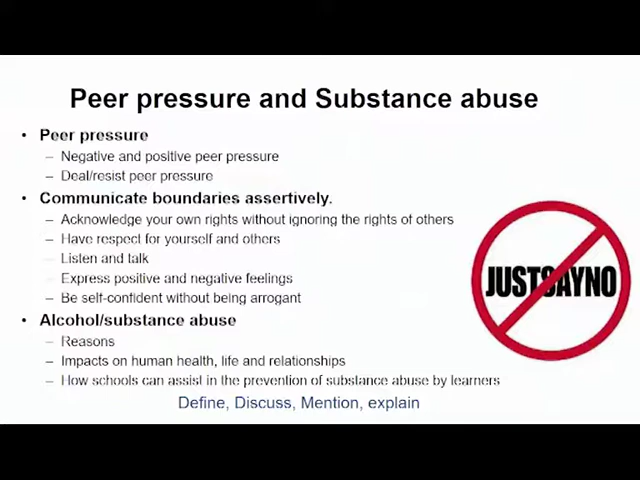 Peer pressure and Substance abuse
• Peer pressure
– Negative and positive peer pressure
– Deal/resist peer pressure
• Communicate boundaries assertively.
– Acknowledge your own rights without ignoring the rights of others
– Have respect for yourself and others
– Listen and talk
– Express positive and negative feelings
– Be self-confident without being arrogant
JUSTSAYNO
• Alcohol/substance abuse
– Reasons
– Impacts on human health, life and relationships
– How schools can assist in the prevention of substance abuse by learners
Define, Discuss, Mention, explain